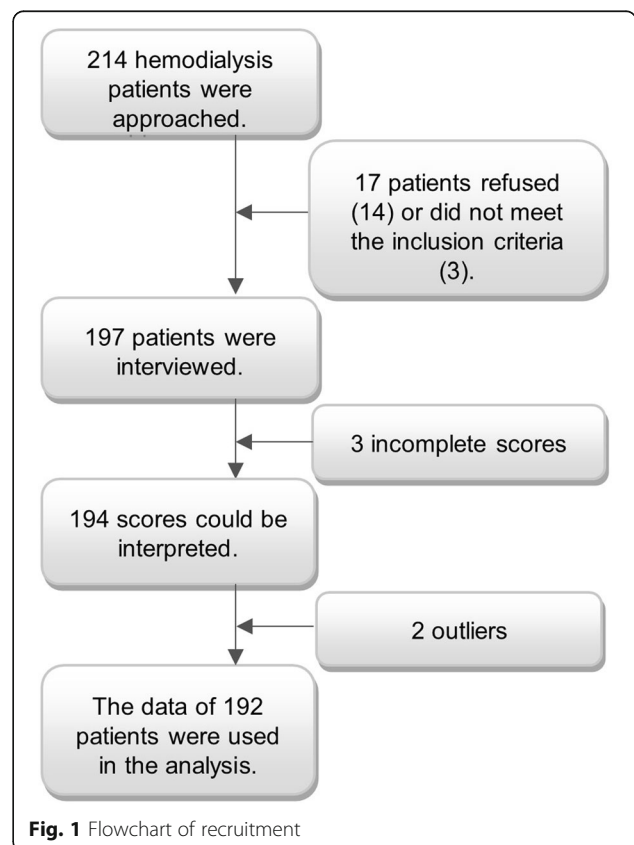 214 hemodialysis
patients were
approached.
17 patients refused
(14) or did not meet
the inclusion criteria
(3).
197 patients were
interviewed.
3 incomplete scores
194 scores could be
interpreted.
2 outliers
The data of 192
patients were used
in the analysis.
Fig. 1 Flowchart of recruitment